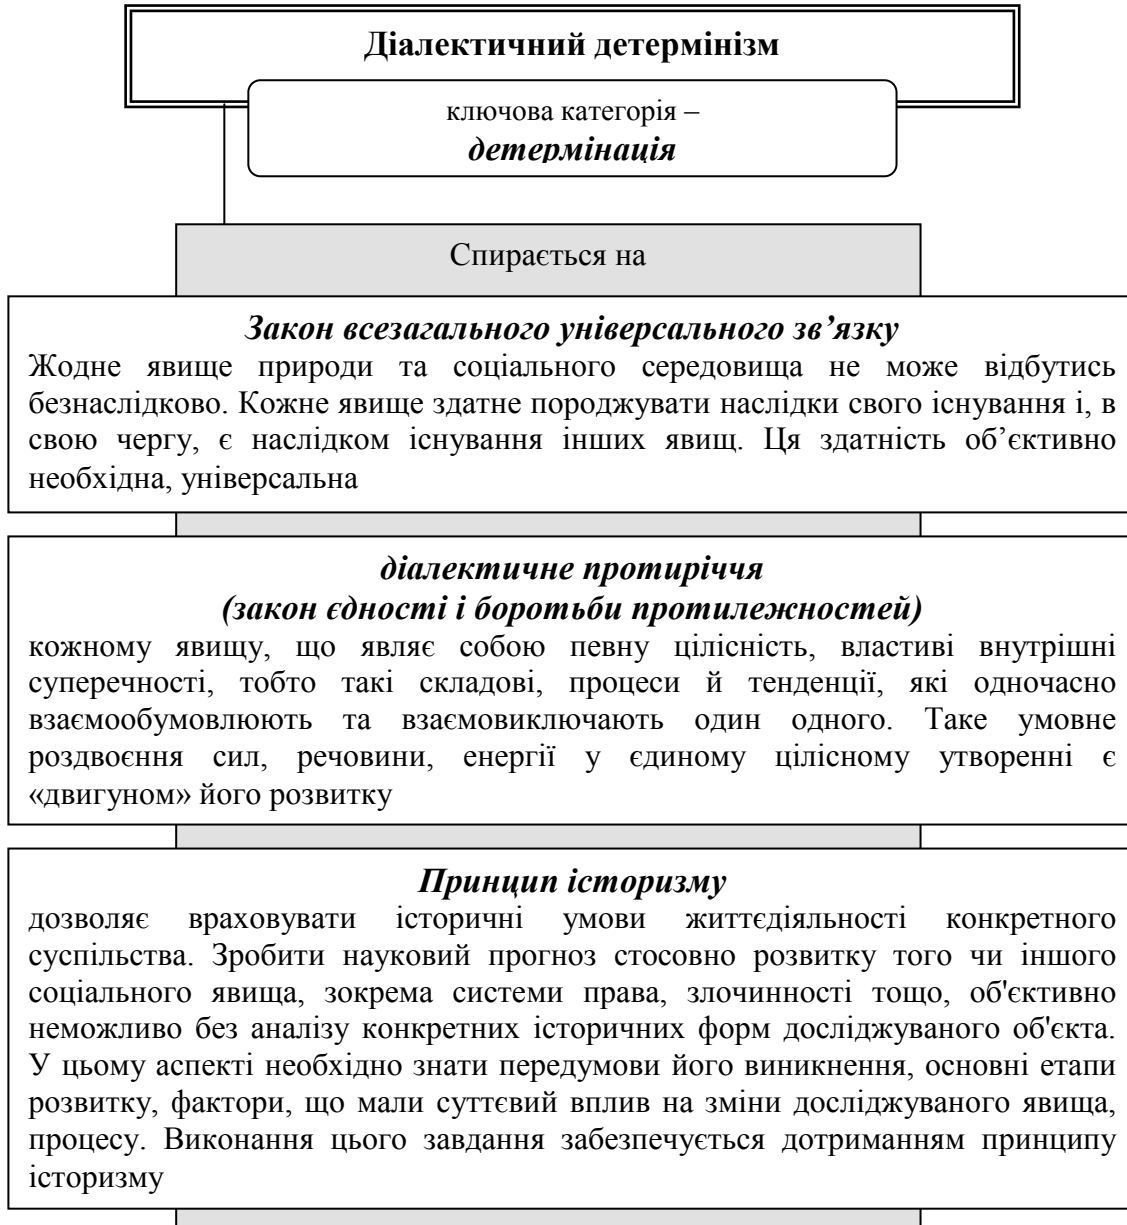 Діалектичний детермінізм
ключова категорія –
детермінація
Спирається на
Закон всезагального універсального зв’язку
Жодне явище природи та соціального середовища не може відбутись
безнаслідково. Кожне явище здатне породжувати наслідки свого існування і, в
свою чергу, є наслідком існування інших явищ. Ця здатність об’єктивно
необхідна, універсальна
діалектичне протиріччя
(закон єдності і боротьби протилежностей)
кожному явищу, що являє собою певну цілісність, властиві внутрішні
суперечності, тобто такі складові, процеси й тенденції, які одночасно
взаємообумовлюють та взаємовиключають один одного. Таке умовне
роздвоєння сил, речовини, енергії у єдиному цілісному утворенні є
«двигуном» його розвитку
Принцип історизму
дозволяє враховувати історичні умови життєдіяльності конкретного
суспільства. Зробити науковий прогноз стосовно розвитку того чи іншого
соціального явища, зокрема системи права, злочинності тощо, об'єктивно
неможливо без аналізу конкретних історичних форм досліджуваного об'єкта.
У цьому аспекті необхідно знати передумови його виникнення, основні етапи
розвитку, фактори, що мали суттєвий вплив на зміни досліджуваного явища,
процесу. Виконання цього завдання забезпечується дотриманням принципу
історизму